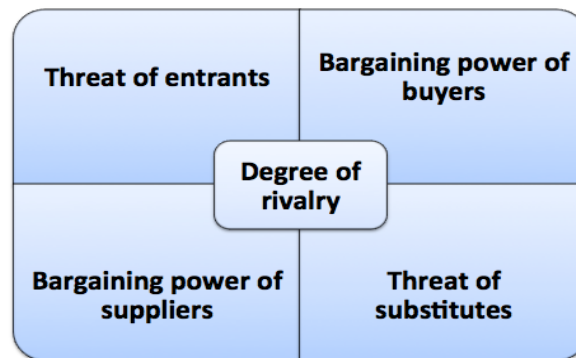 Threat of entrants
Bargaining power of
buyers
Degree of
rivalry
Bargaining power of
suppliers
Threat of
substitutes